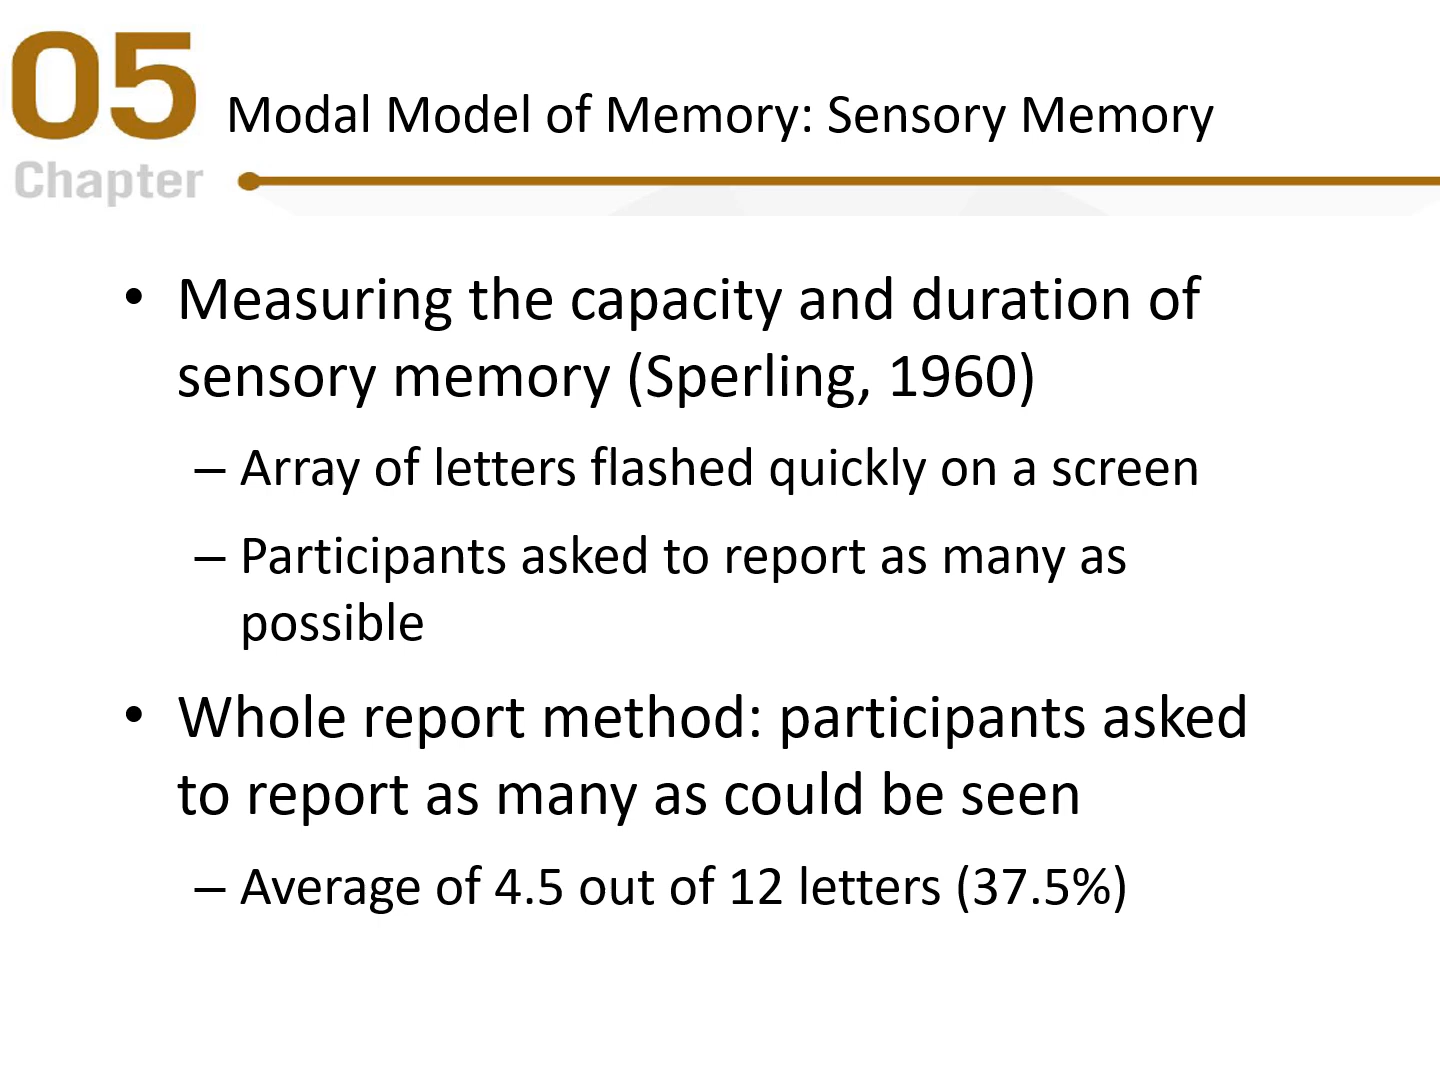 05
Chapter
Modal Model of Memory: Sensory Memory
• Measuring the capacity and duration of
sensory memory (Sperling, 1960)
– Array of letters flashed quickly on a screen
– Participants asked to report as many as
possible
• Whole report method: participants asked
to report as many as could be seen
– Average of 4.5 out of 12 letters (37.5%)